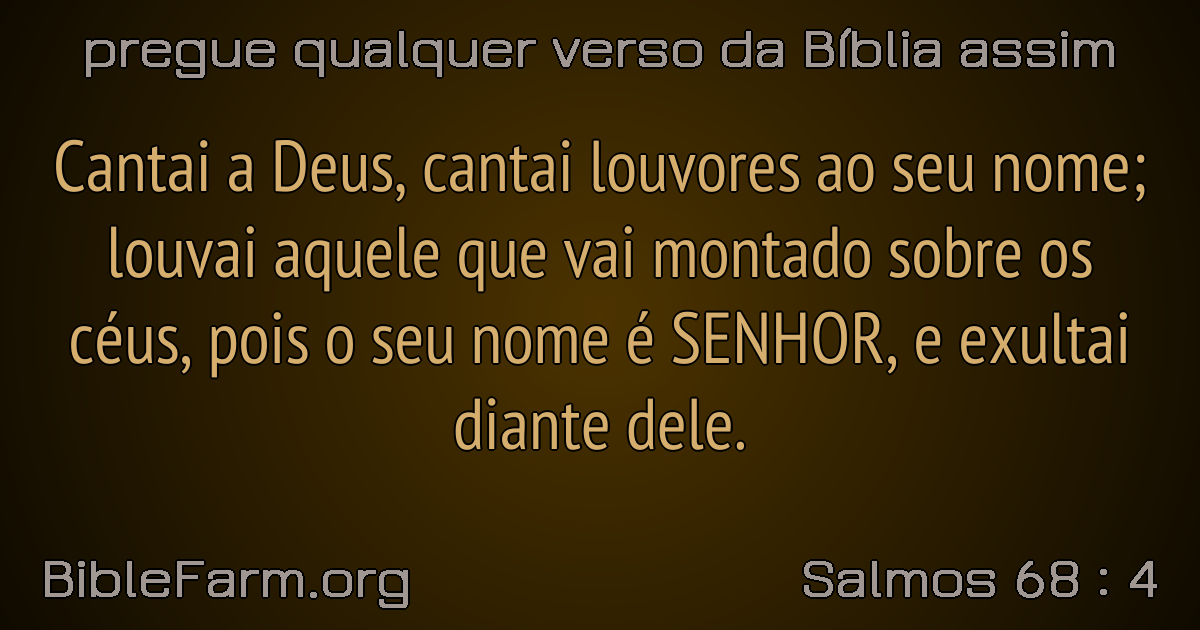 pregue qualquer verso da Bíblia assim
Cantai a Deus, cantai louvores ao seu nome;
louvai aquele que vai montado sobre os
céus, pois o seu nome é SENHOR, e exultai
diante dele.
BibleFarm.org
Salmos 68 : 4